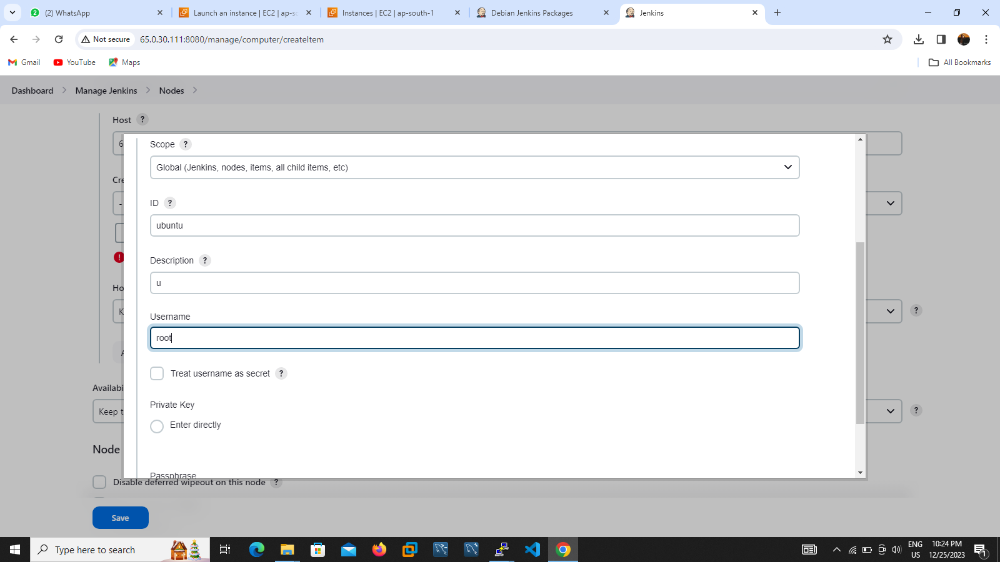 2
(2) WhatsApp
Launch an instance | EC2 | ap-sc
Instances | EC2 | ap-south-1
Debian Jenkins Packages
Jenkins
Not secure
65.0.30.111:8080/manage/computer/createItem
Gmail
YouTube
Maps
All Bookmarks
Dashboard
Manage Jenkins
Nodes
Host ?
6
Scope ?
Global (Jenkins, nodes, items, all child items, etc)
Cre
-
ID ?
ubuntu
!
Description ?
u
Ho
K
?
Username
root
A
Treat username as secret ?
Availabi
Keep t
?
Private Key
Enter directly
Node
Passphrase
Disable deferred wipeout on this node ?
Save
Type here to search
ENG
US
10:24 PM
12/25/2023
1